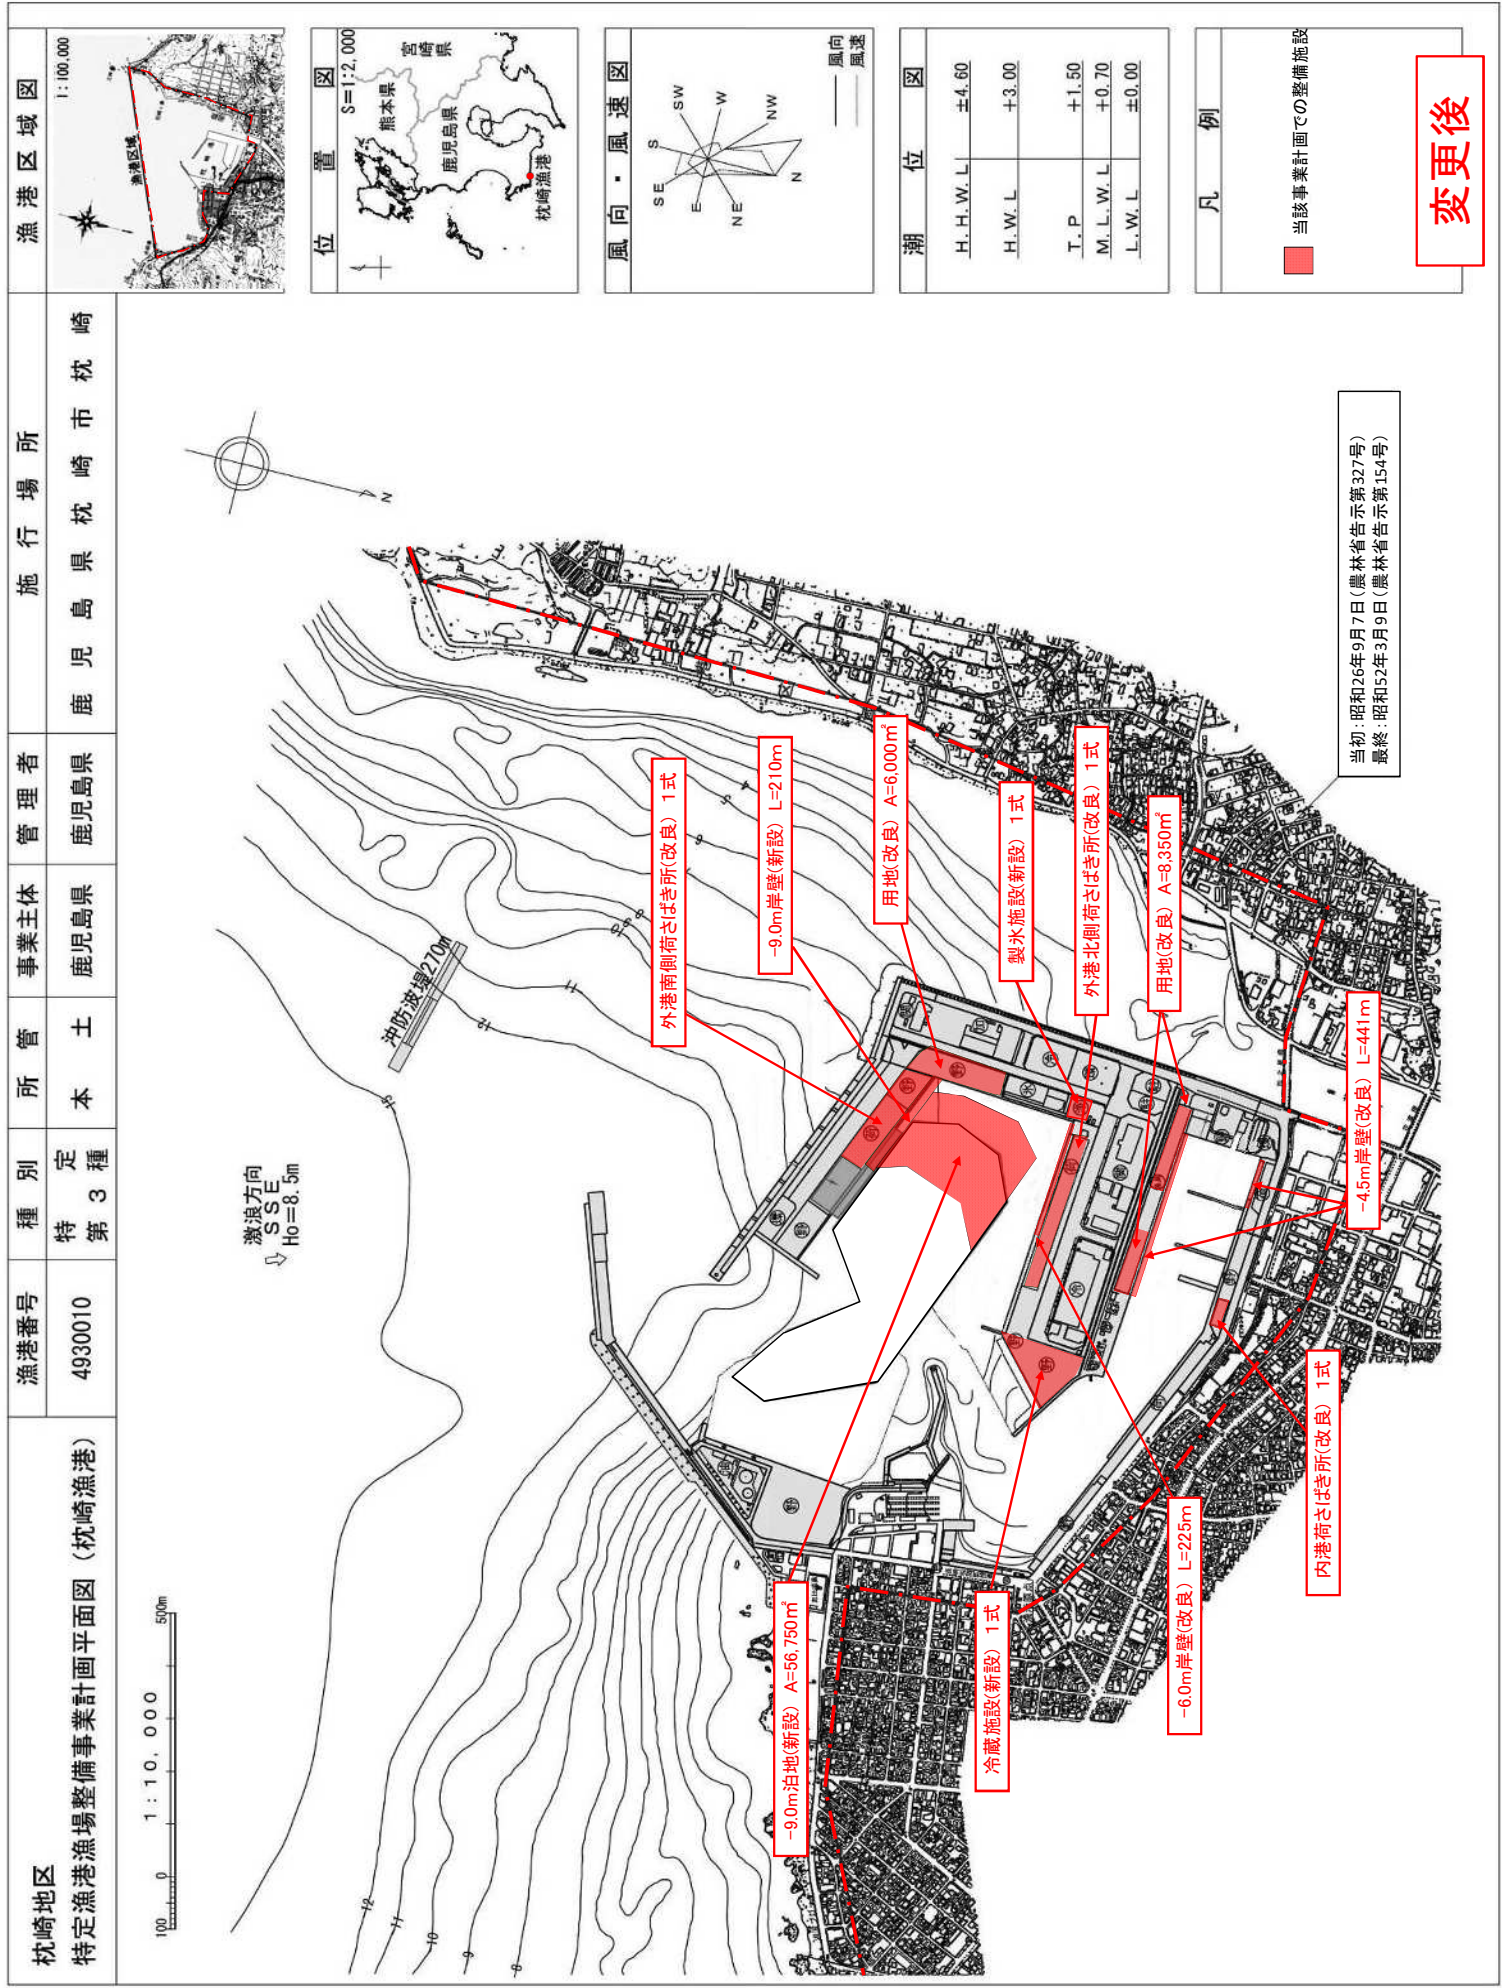 枕崎地区
特定漁港漁場整備事業計画平面図（枕崎漁港）
漁港番号
4930010
種別
特定
第３種
所管
本土
事業主体
鹿児島県
管理者
鹿児島県
施行場所
鹿児島県枕崎市枕崎
漁港区域図
1:100,000
漁港区域
位置図
S=1:2,000
熊本県
宮崎県
鹿児島県
枕崎漁港
風向・風速図
S
SW
W
NW
N
NE
E
SE
風向
風速
潮位図
H.H.W.L ±4.60
H.W.L +3.00
T.P +1.50
M.L.W.L +0.70
L.W.L ±0.00
凡例
当該事業計画での整備施設
変更後
1:10,000
100 0 500m
激浪方向
SSE
Ho=8.5m
沖防波堤270m
N
外港南側荷さばき所(改良) 1式
-9.0m岸壁(新設) L=210m
用地(改良) A=6,000㎡
製氷施設(新設) 1式
外港北側荷さばき所(改良) 1式
用地(改良) A=8,350㎡
-4.5m岸壁(改良) L=441m
-9.0m泊地(新設) A=56,750㎡
冷蔵施設(新設) 1式
-6.0m岸壁(改良) L=225m
内港荷さばき所(改良) 1式
当初：昭和26年9月7日（農林省告示第327号）
最終：昭和52年3月9日（農林省告示第154号）
12
11
10
9
8